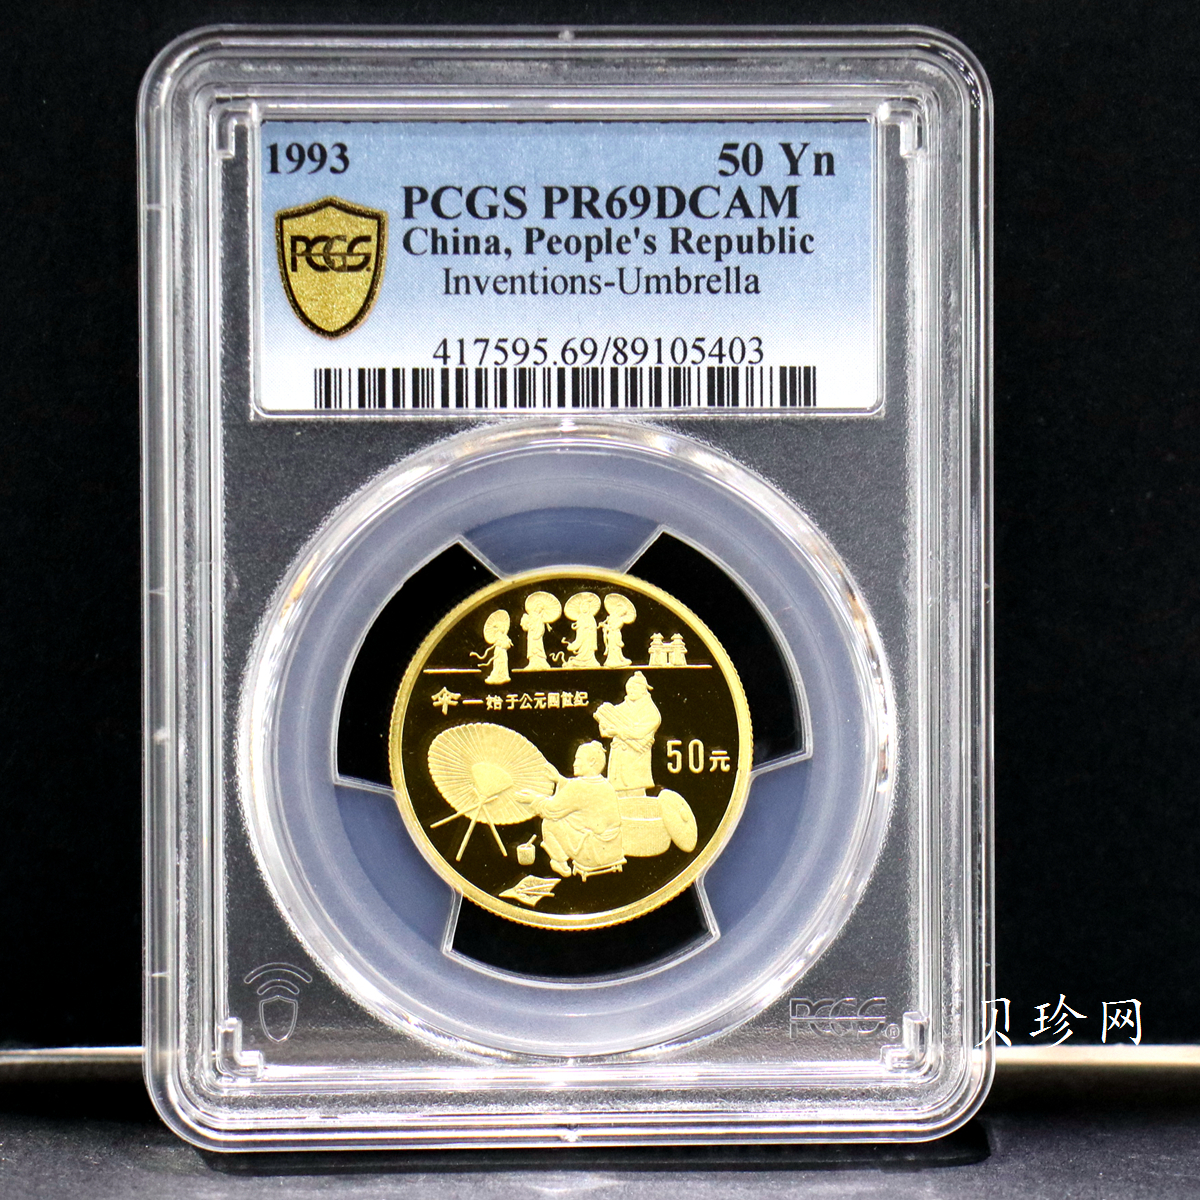 1993 50 Yn
PCGS PR69DCAM
China, People's Republic
Inventions-Umbrella
PCGS
417595.69/89105403
伞—始于公元四世纪
50元
PCGS®
贝珍网